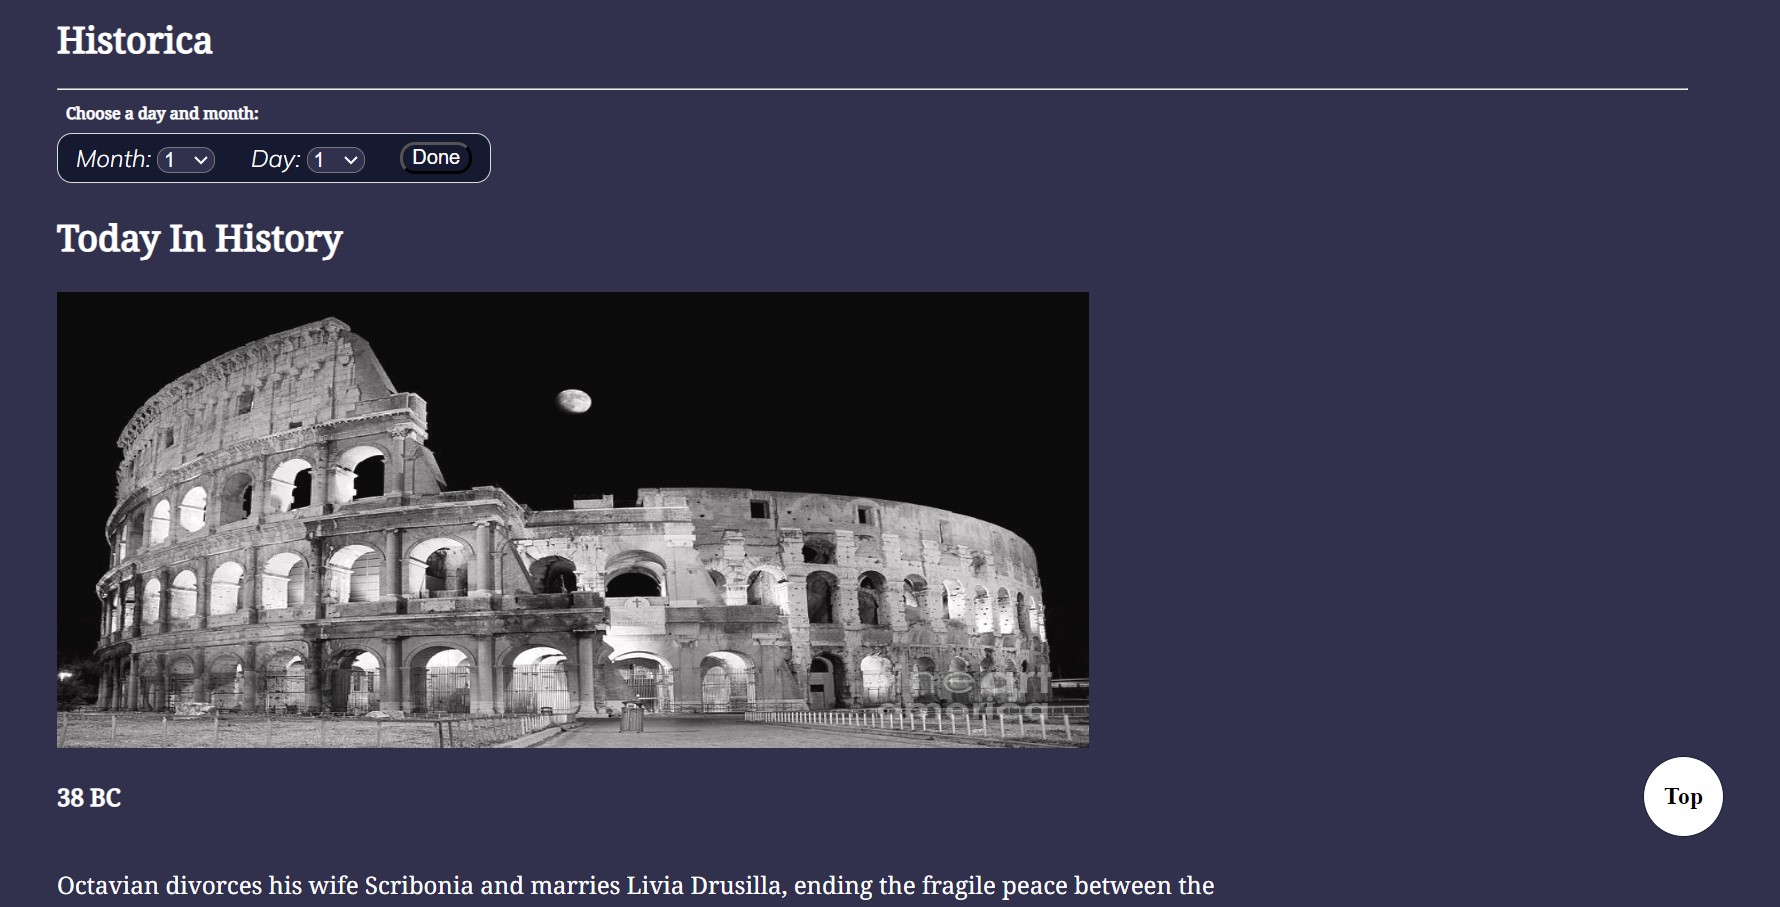 Historica
Choose a day and month:
Month: 1 Day: 1 Done
Today In History
fineart
america
38 BC
Top
Octavian divorces his wife Scribonia and marries Livia Drusilla, ending the fragile peace between the